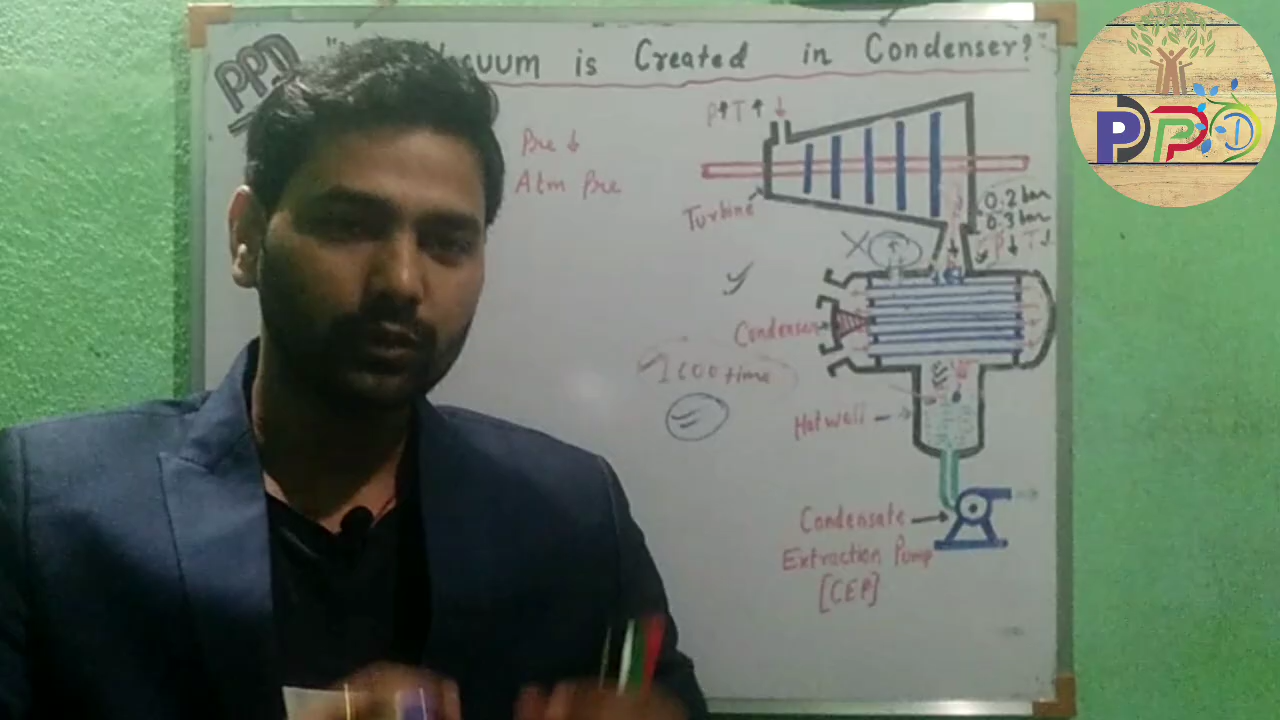 PPD
Vacuum is Created in Condenser?"
P↑ T↑
Pre ↓
Atm Pre
Turbine
0.2 bar
0.3 bar
P↓ T↓
Condenser
1600 time
Hotwell
Condensate
Extraction Pump
[CEP]
PPD